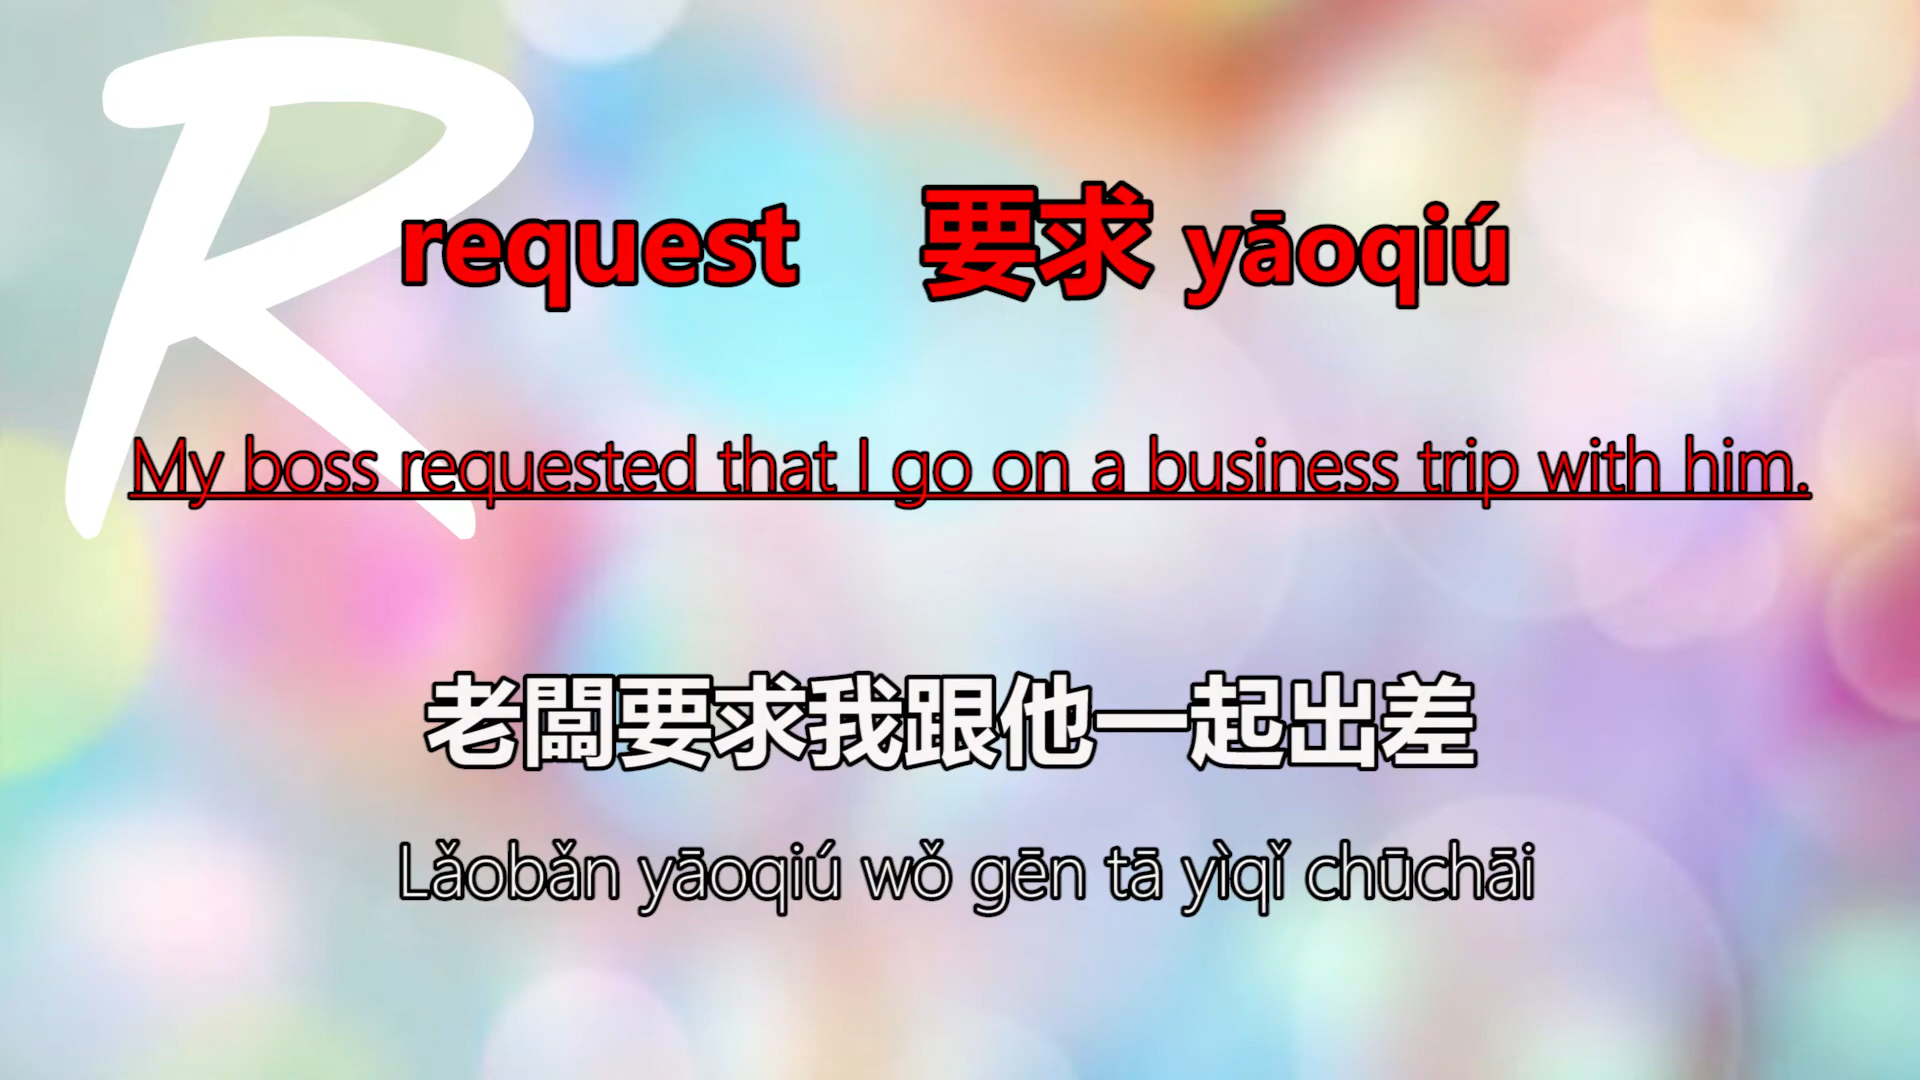 R
request 要求 yāoqiú
My boss requested that I go on a business trip with him.
老闆要求我跟他一起出差
Lǎobǎn yāoqiú wǒ gēn tā yìqǐ chūchāi